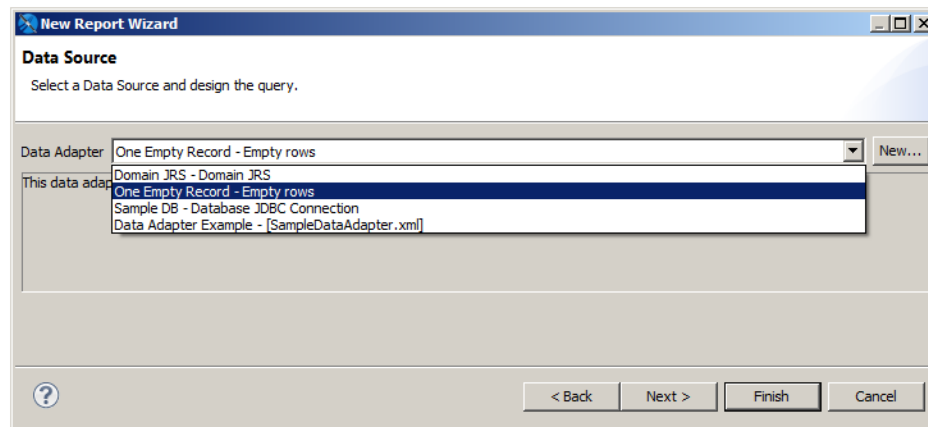 New Report Wizard
Data Source
Select a Data Source and design the query.
Data Adapter One Empty Record - Empty rows New...
This data adap
Domain JRS - Domain JRS
One Empty Record - Empty rows
Sample DB - Database JDBC Connection
Data Adapter Example - [SampleDataAdapter.xml]
? < Back Next > Finish Cancel